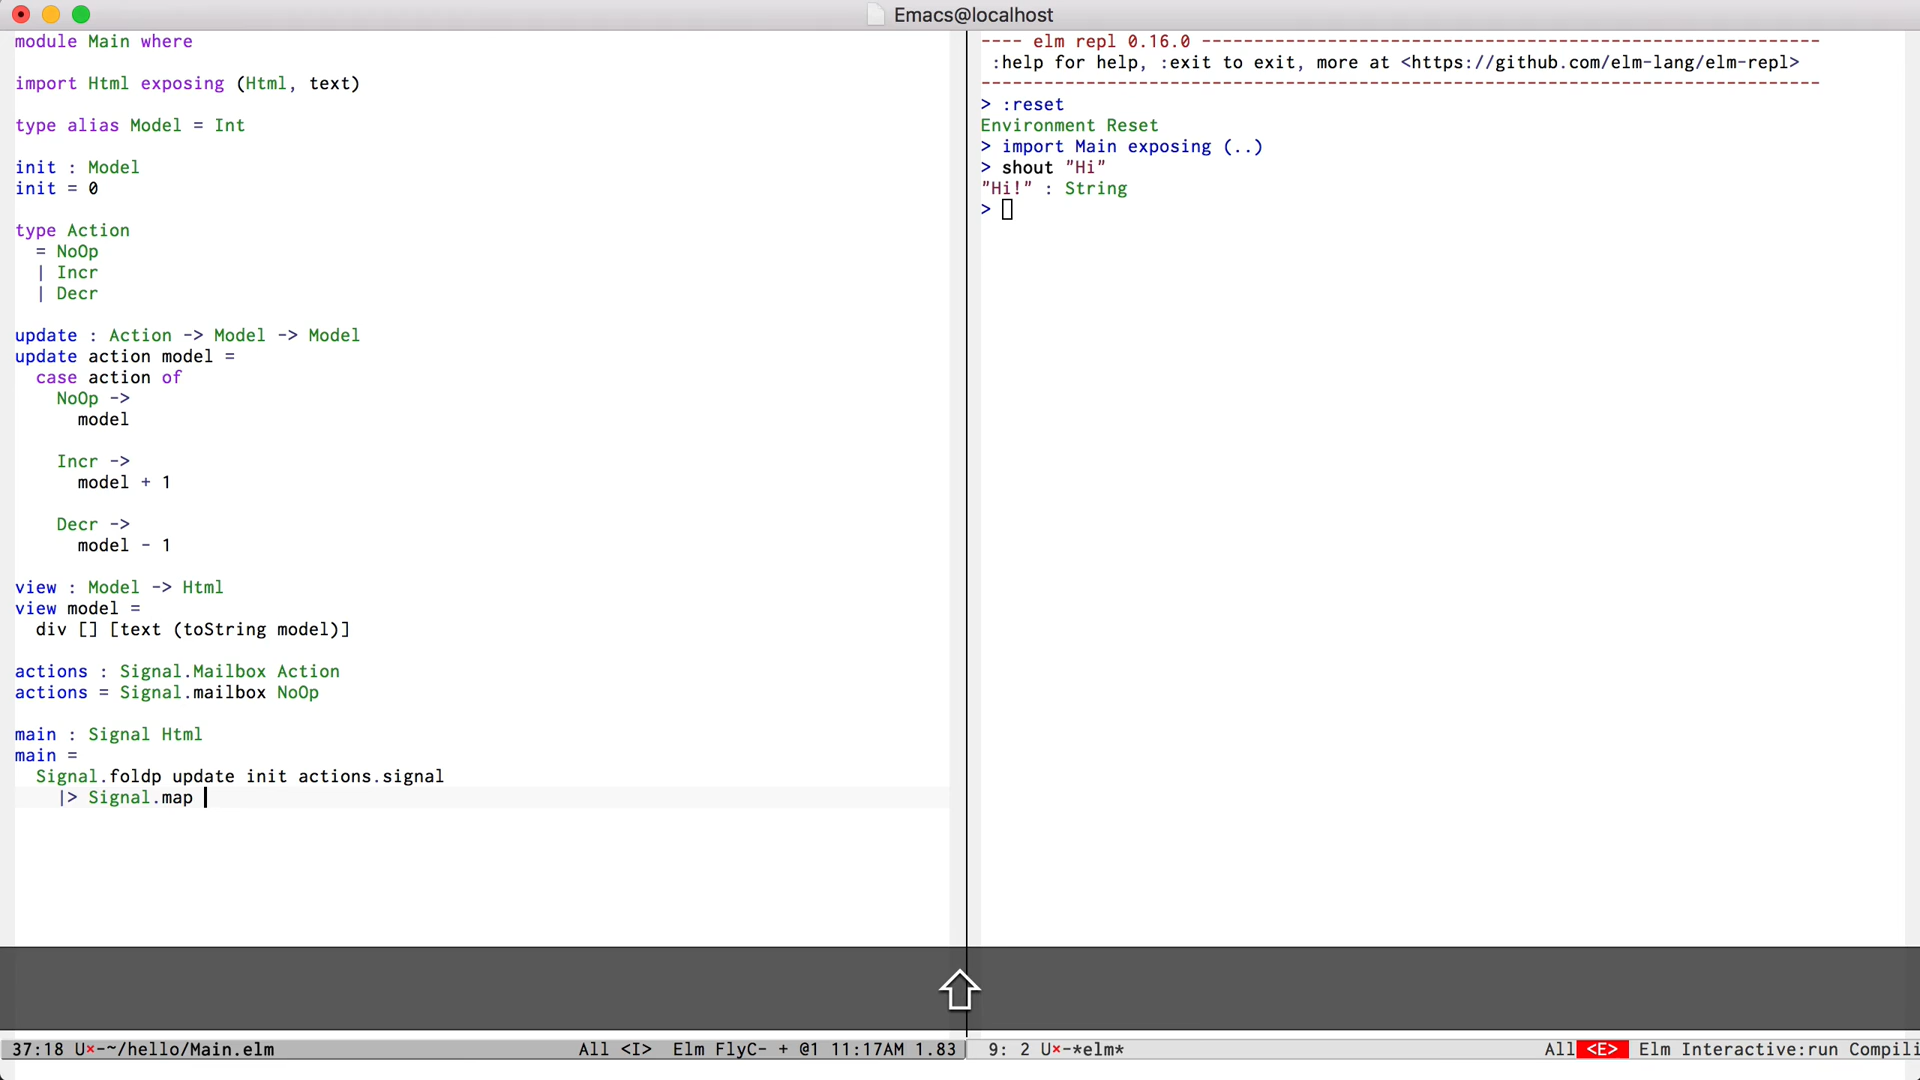 Emacs@localhost
module Main where
import Html exposing (Html, text)
type alias Model = Int
init : Model
init = 0
type Action
= NoOp
| Incr
| Decr
update : Action -> Model -> Model
update action model =
case action of
NoOp ->
model
Incr ->
model + 1
Decr ->
model - 1
view : Model -> Html
view model =
div [] [text (toString model)]
actions : Signal.Mailbox Action
actions = Signal.mailbox NoOp
main : Signal Html
main =
Signal.foldp update init actions.signal
|> Signal.map
---- elm repl 0.16.0 -----------------------------------------------------------
:help for help, :exit to exit, more at <https://github.com/elm-lang/elm-repl>
--------------------------------------------------------------------------------
> :reset
Environment Reset
> import Main exposing (..)
> shout "Hi"
"Hi!" : String
>
37:18 U×-~/hello/Main.elm All <I> Elm FlyC- + @1 11:17AM 1.83
9: 2 U×-*elm* All <E> Elm Interactive:run Compili